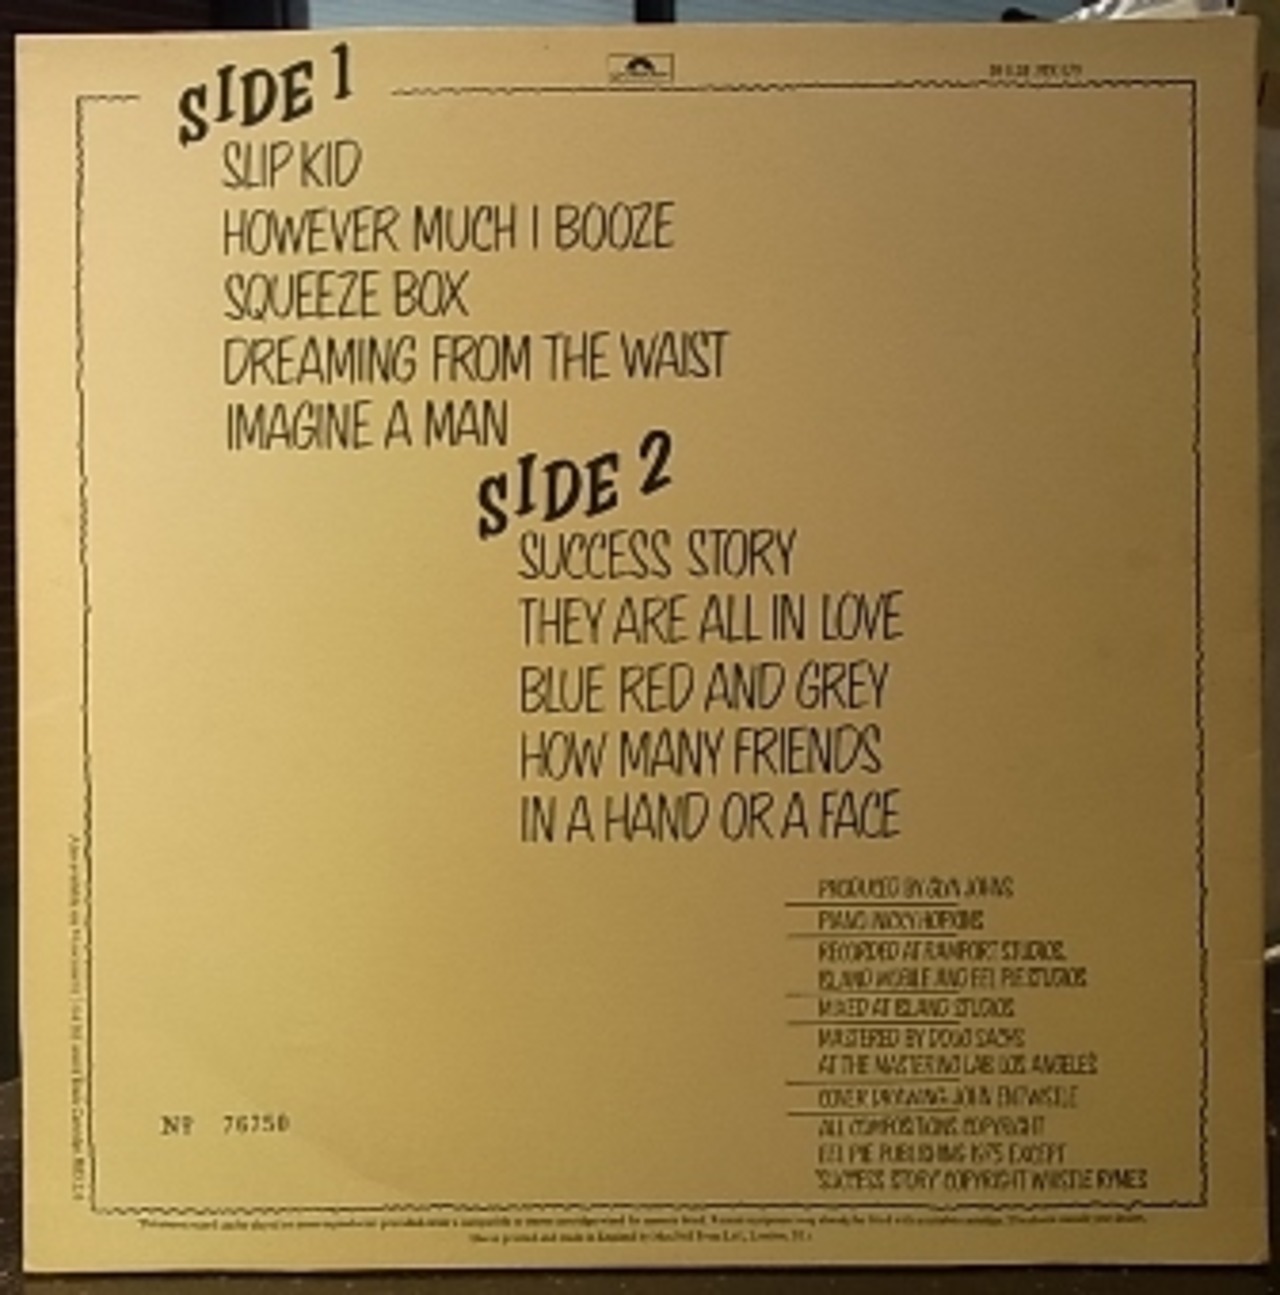 SIDE 1
SLIP KID
HOWEVER MUCH I BOOZE
SQUEEZE BOX
DREAMING FROM THE WAIST
IMAGINE A MAN
SIDE 2
SUCCESS STORY
THEY ARE ALL IN LOVE
BLUE RED AND GREY
HOW MANY FRIENDS
IN A HAND OR A FACE
PRODUCED BY GLYN JOHNS
PIANO: NICKY HOPKINS
RECORDED AT RAMPORT STUDIOS,
ISLAND MOBILE AND EEL PIE STUDIOS
MIXED AT ISLAND STUDIOS
MASTERED BY DOUG SACHS
AT THE MASTERING LAB LOS ANGELES
COVER DRAWING: JOHN ENTWISTLE
ALL COMPOSITIONS COPYRIGHT
EEL PIE PUBLISHING 1975 EXCEPT
'SUCCESS STORY' COPYRIGHT WHISTLE RYMES
Nº 76750